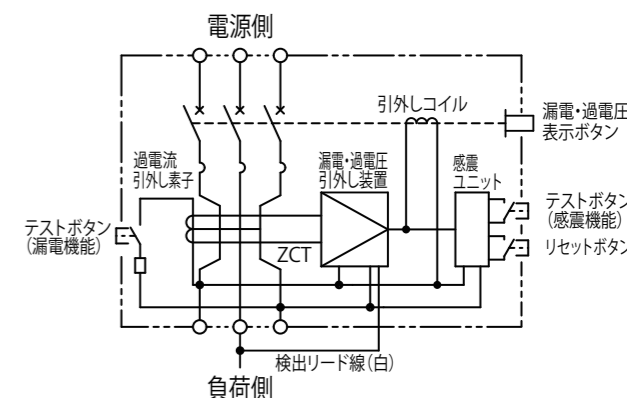 電源側
引外しコイル
漏電・過電圧
表示ボタン
過電流
引外し素子
漏電・過電圧
引外し装置
感震
ユニット
テストボタン
(感震機能)
リセットボタン
テストボタン
(漏電機能)
ZCT
検出リード線(白)
負荷側